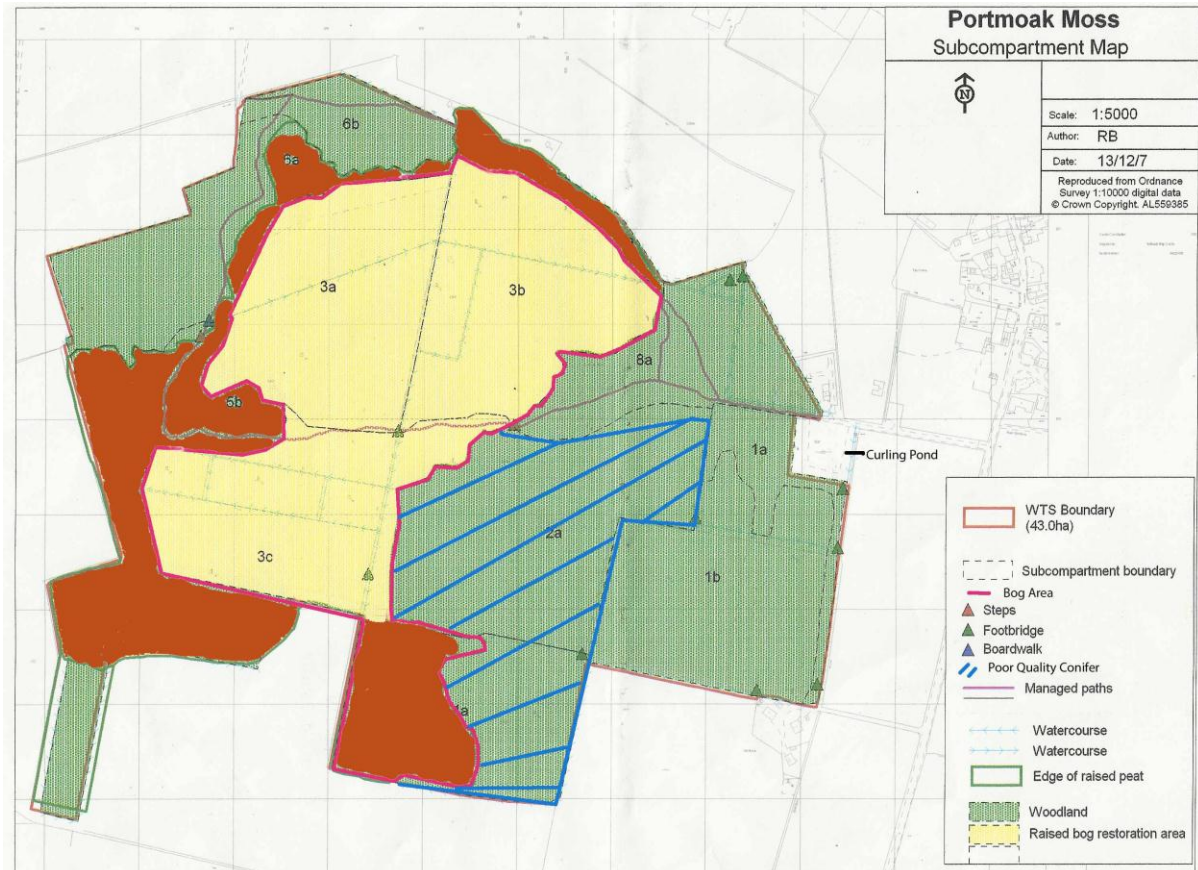 Portmoak Moss
Subcompartment Map
N
Scale: 1:5000
Author: RB
Date: 13/12/7
Reproduced from Ordnance
Survey 1:10000 digital data
© Crown Copyright. AL559385
6b
5a
3a
3b
8a
5b
1a
Curling Pond
2a
3c
1b
WTS Boundary
(43.0ha)
Subcompartment boundary
Bog Area
Steps
Footbridge
Boardwalk
Poor Quality Conifer
Managed paths
Watercourse
Watercourse
Edge of raised peat
Woodland
Raised bog restoration area